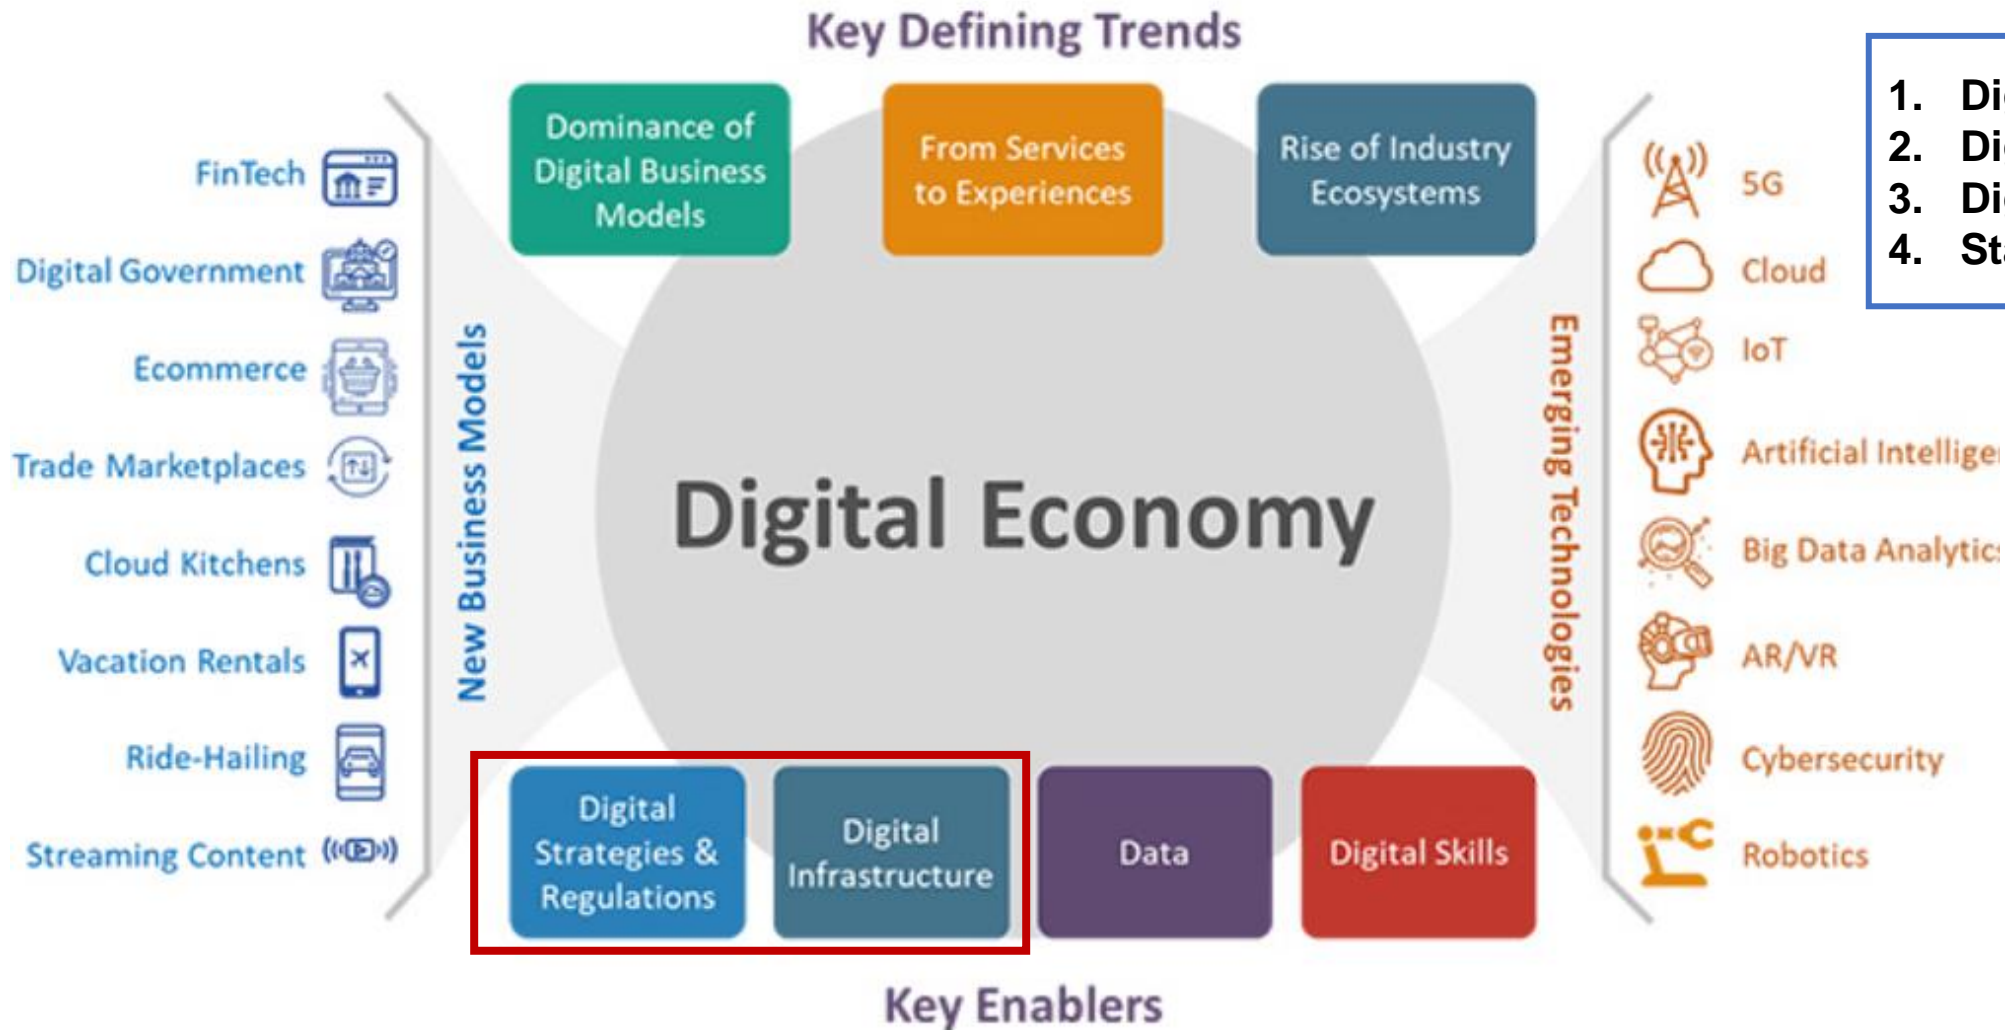 Key Defining Trends
Dominance of
Digital Business
Models
From Services
to Experiences
Rise of Industry
Ecosystems
1.
2.
3.
4.
FinTech
Digital Government
Ecommerce
Trade Marketplaces
Cloud Kitchens
Vacation Rentals
Ride-Hailing
Streaming Content
New Business Models
Digital Economy
Emerging Technologies
5G
Cloud
IoT
Artificial
Big Data Analytics
AR/VR
Cybersecurity
Robotics
Digital
Strategies &
Regulations
Digital
Infrastructure
Data
Digital Skills
Key Enablers